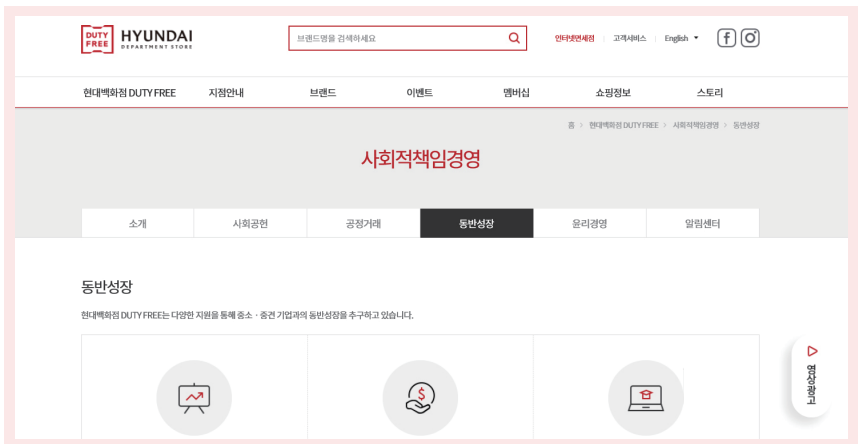 DUTY FREE HYUNDAI DEPARTMENT STORE
브랜드명을 검색하세요
인터넷면세점 고객서비스 English
현대백화점 DUTY FREE 지점안내 브랜드 이벤트 멤버십 쇼핑정보 스토리
홈 > 현대백화점 DUTY FREE > 사회적책임경영 > 동반성장
사회적책임경영
소개 사회공헌 공정거래 동반성장 윤리경영 알림센터
동반성장
현대백화점 DUTY FREE는 다양한 지원을 통해 중소 · 중견 기업과의 동반성장을 추구하고 있습니다.
영상광고